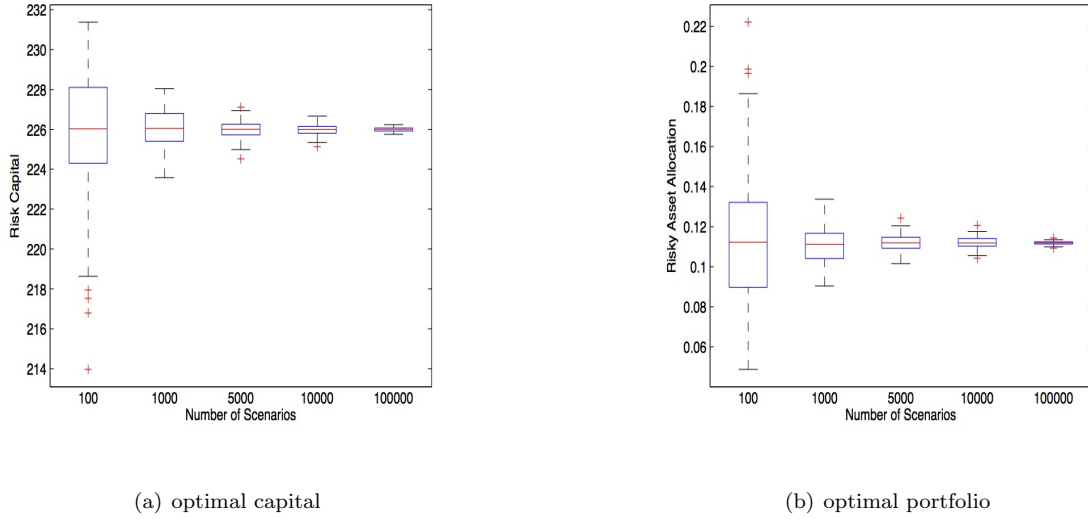 232
230
228
226
224
222
220
218
216
214
Risk Capital
100 1000 5000 10000 100000
Number of Scenarios
(a) optimal capital
0.22
0.2
0.18
0.16
0.14
0.12
0.1
0.08
0.06
Risky Asset Allocation
100 1000 5000 10000 100000
Number of Scenarios
(b) optimal portfolio